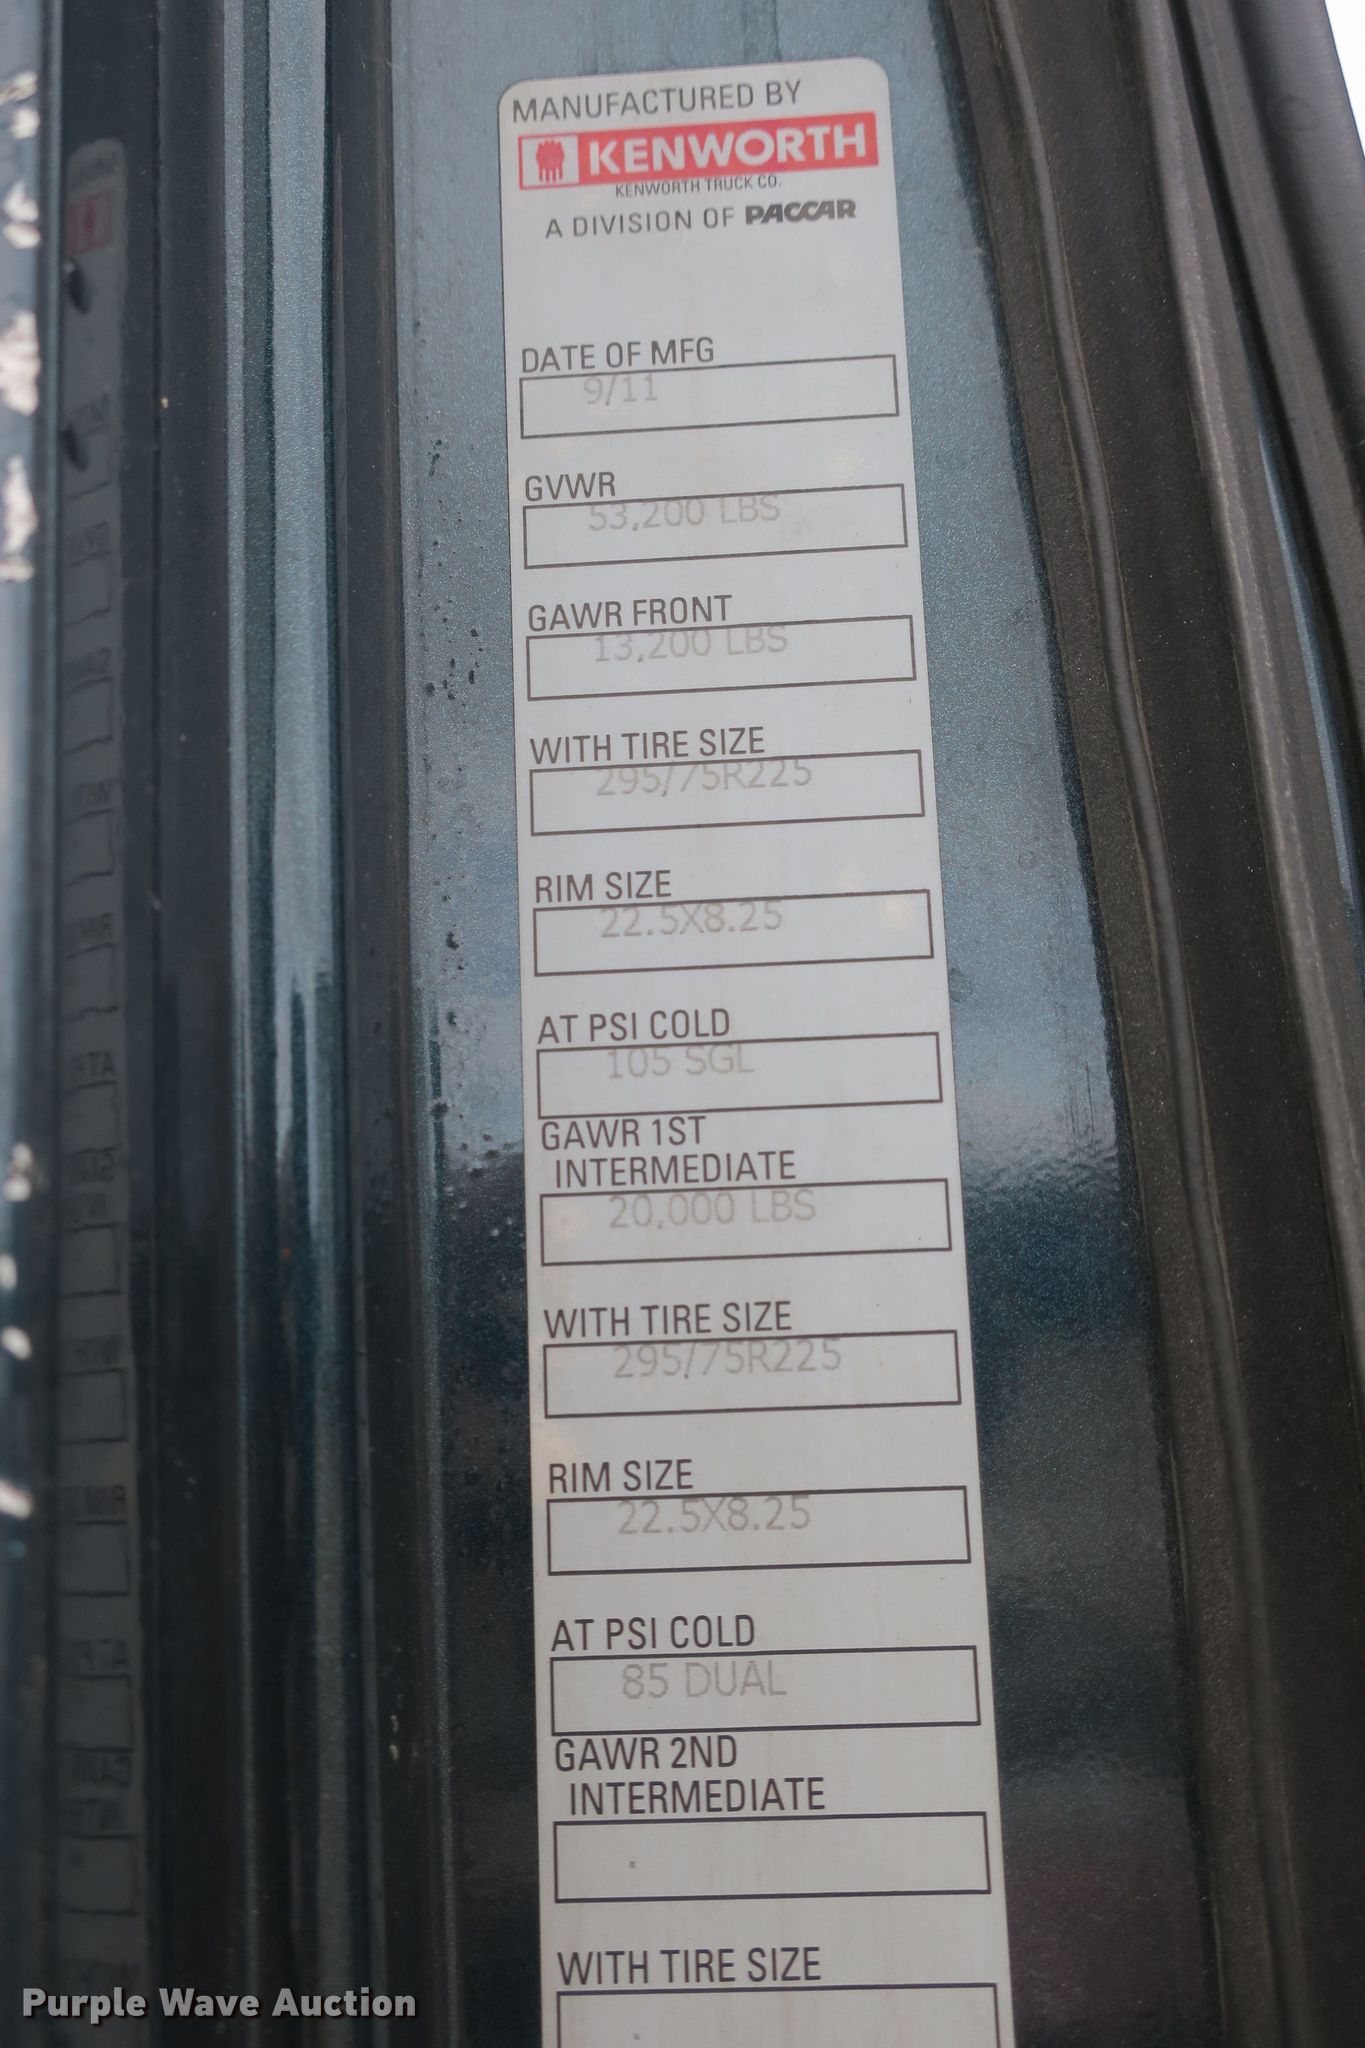 MANUFACTURED BY
KENWORTH
KENWORTH TRUCK CO.
A DIVISION OF PACCAR
DATE OF MFG
9/11
GVWR
53,200 LBS
GAWR FRONT
13,200 LBS
WITH TIRE SIZE
295/75R225
RIM SIZE
22.5X8.25
AT PSI COLD
105 SGL
GAWR 1ST
INTERMEDIATE
20,000 LBS
WITH TIRE SIZE
295/75R225
RIM SIZE
22.5X8.25
AT PSI COLD
85 DUAL
GAWR 2ND
INTERMEDIATE
.
WITH TIRE SIZE
.
Purple Wave Auction